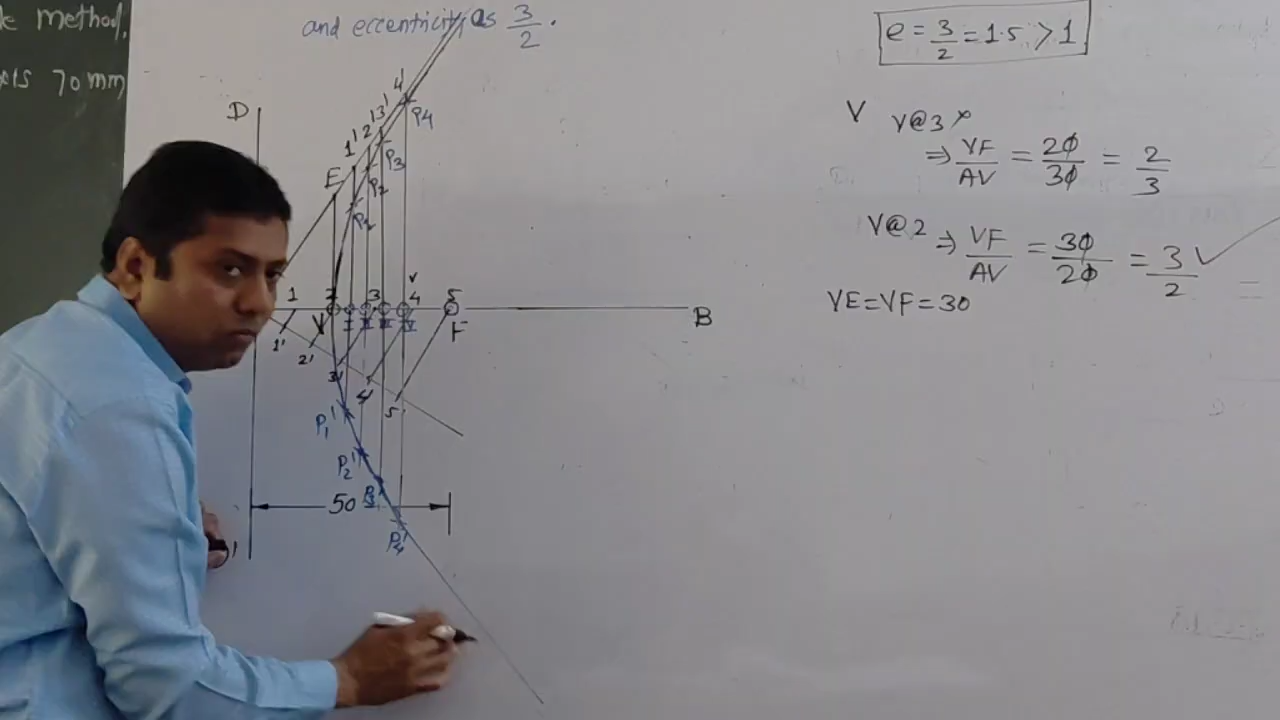 method.
70 mm
and eccentricity as 3/2.
e = 3/2 = 1.5 > 1
V V@3 x
⇒ VF/AV = 20/30 = 2/3
V@2 ⇒ VF/AV = 30/20 = 3/2 ✓
VE=VF=30
D
E 1' 2' 3' 4'
P1 P2 P3 P4
1 2 3 4 5
V F B
1' 2' 3' 4' 5'
P1' P2' P3' P4'
50